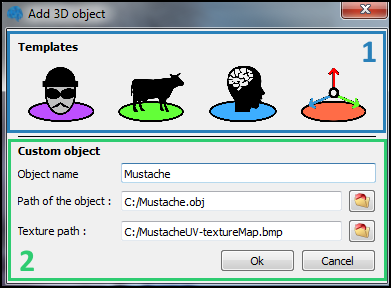 Add 3D object
Templates
1
Custom object
Object name Mustache
Path of the object : C:/Mustache.obj
Texture path : C:/MustacheUV-textureMap.bmp
2
Ok Cancel